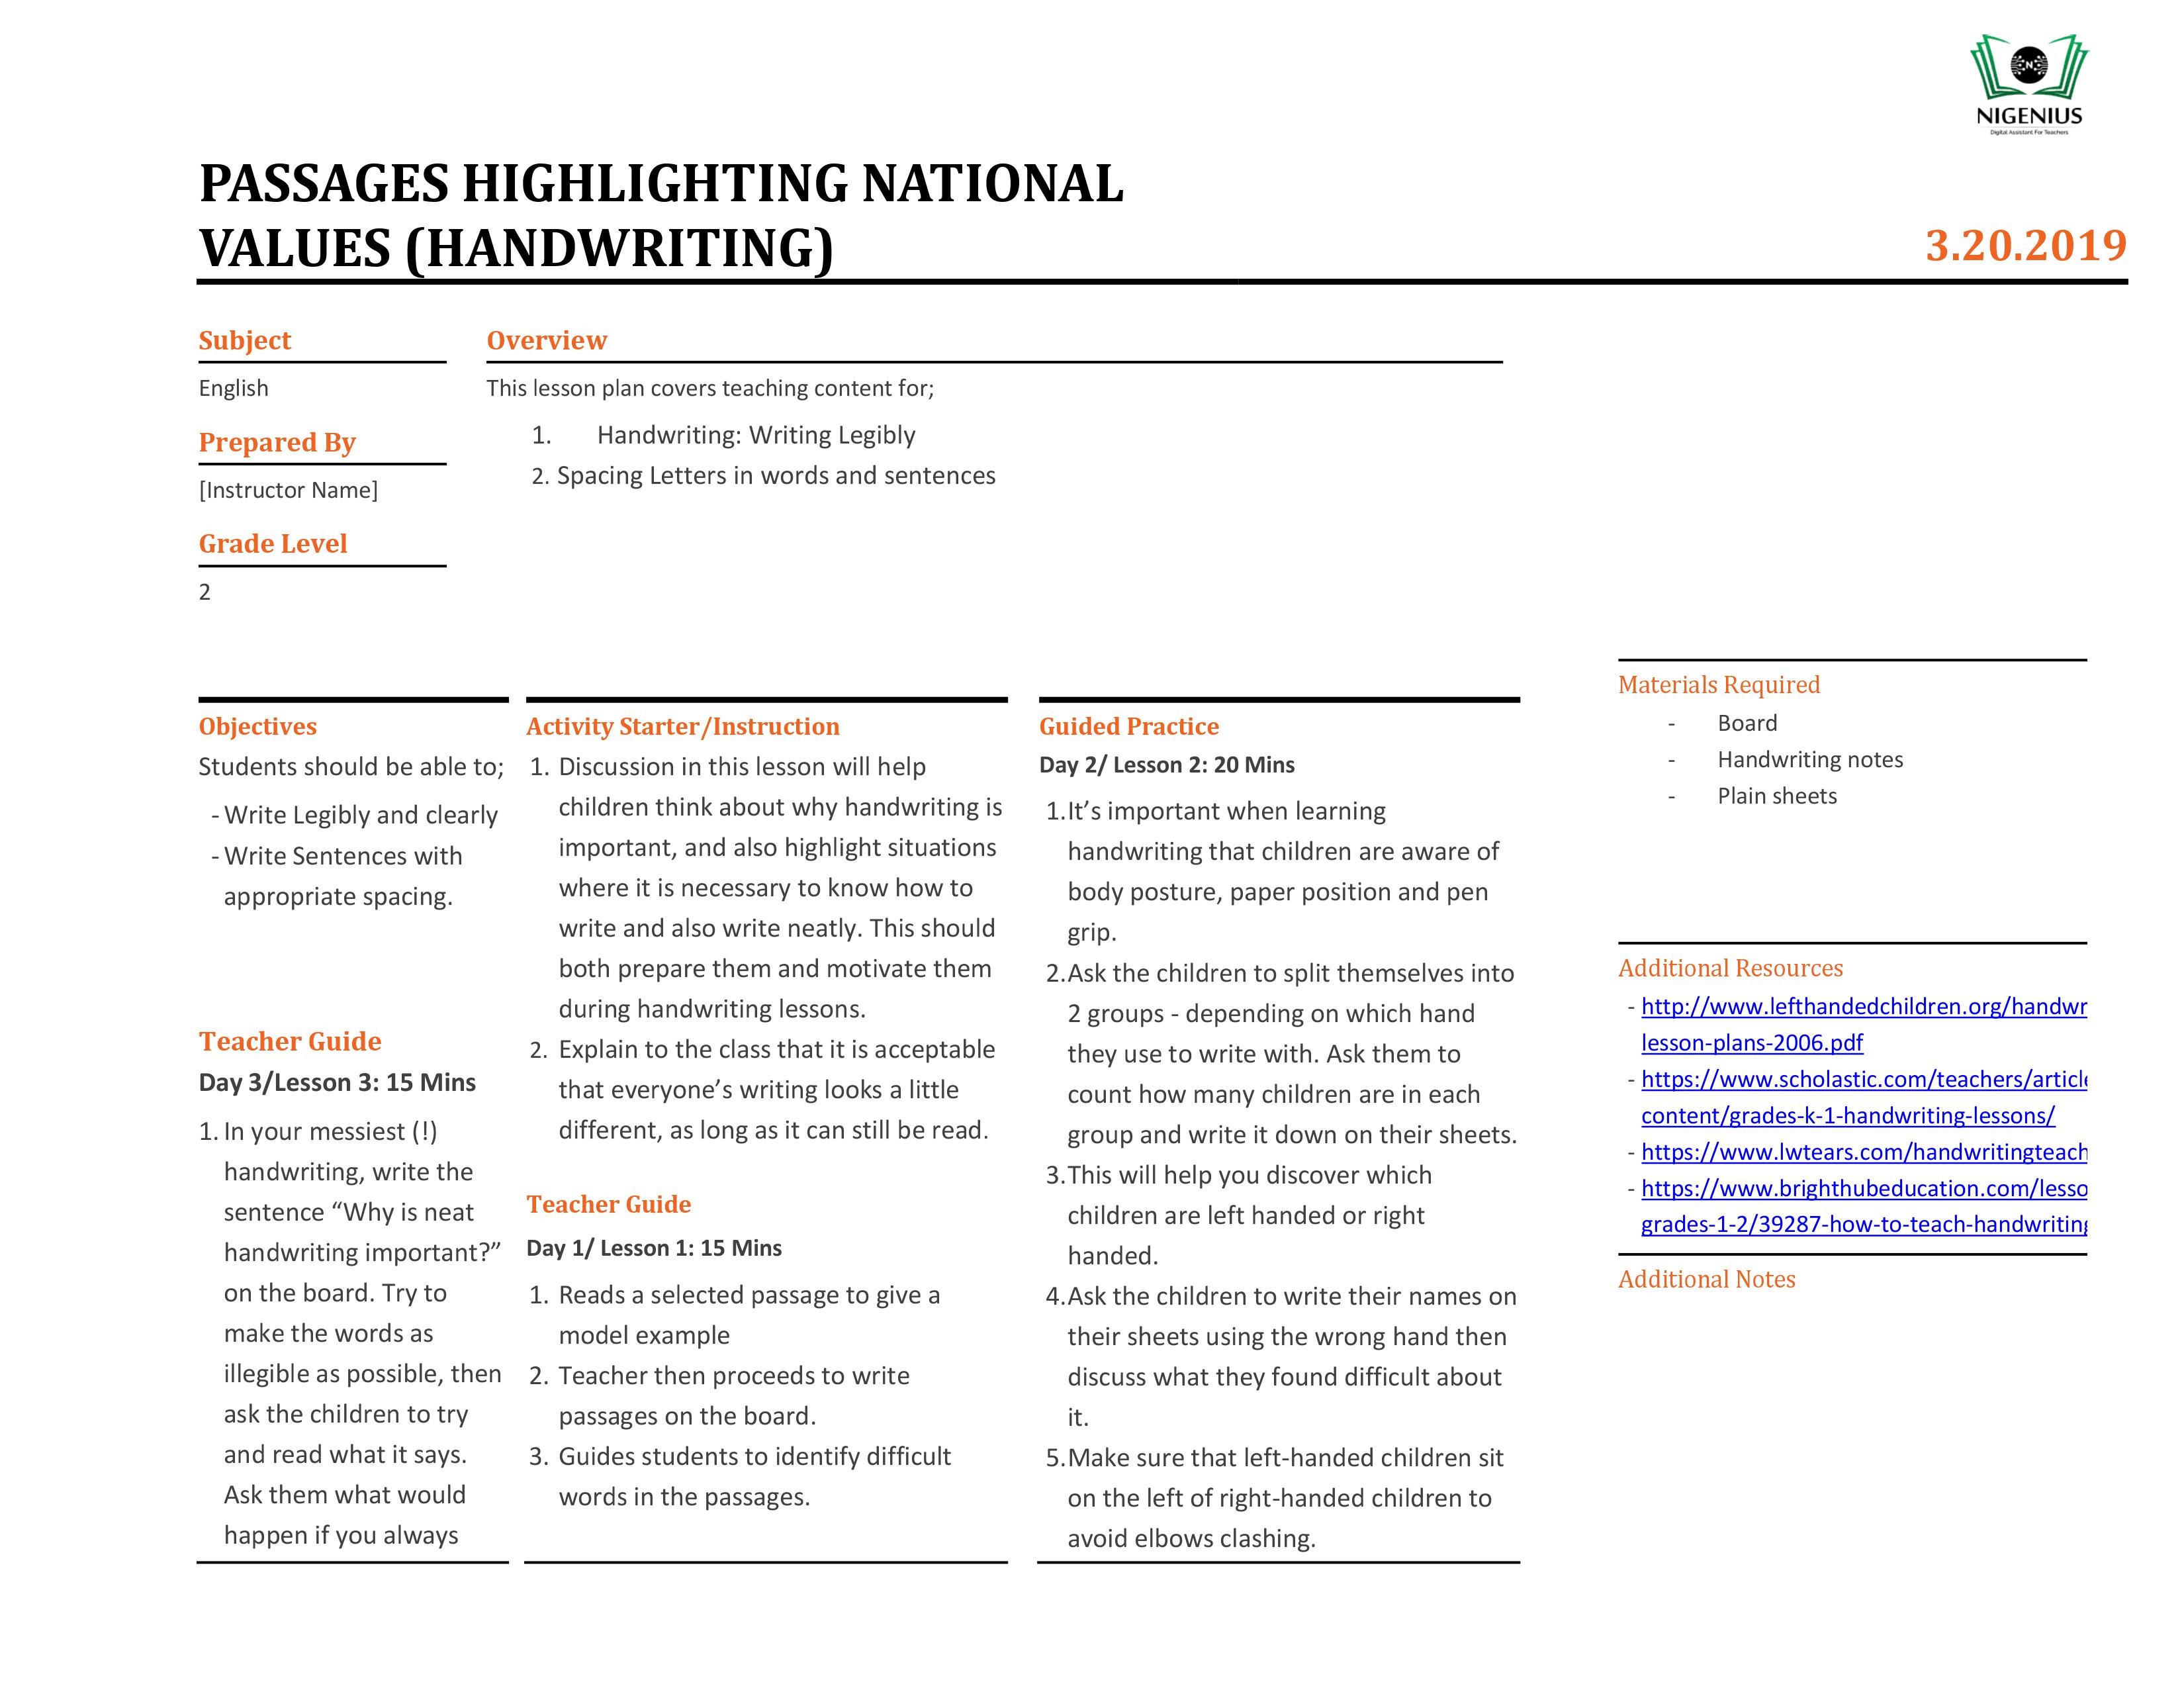 NIGENIUS
Digital Assistant For Teachers
PASSAGES HIGHLIGHTING NATIONAL
VALUES (HANDWRITING)
3.20.2019
Subject
English
Prepared By
[Instructor Name]
Grade Level
2
Overview
This lesson plan covers teaching content for;
1. Handwriting: Writing Legibly
2. Spacing Letters in words and sentences
Objectives
Students should be able to;
- Write Legibly and clearly
- Write Sentences with
appropriate spacing.
Teacher Guide
Day 3/Lesson 3: 15 Mins
1. In your messiest (!)
handwriting, write the
sentence “Why is neat
handwriting important?”
on the board. Try to
make the words as
illegible as possible, then
ask the children to try
and read what it says.
Ask them what would
happen if you always
Activity Starter/Instruction
1. Discussion in this lesson will help
children think about why handwriting is
important, and also highlight situations
where it is necessary to know how to
write and also write neatly. This should
both prepare them and motivate them
during handwriting lessons.
2. Explain to the class that it is acceptable
that everyone’s writing looks a little
different, as long as it can still be read.
Teacher Guide
Day 1/ Lesson 1: 15 Mins
1. Reads a selected passage to give a
model example
2. Teacher then proceeds to write
passages on the board.
3. Guides students to identify difficult
words in the passages.
Guided Practice
Day 2/ Lesson 2: 20 Mins
1.It’s important when learning
handwriting that children are aware of
body posture, paper position and pen
grip.
2.Ask the children to split themselves into
2 groups - depending on which hand
they use to write with. Ask them to
count how many children are in each
group and write it down on their sheets.
3.This will help you discover which
children are left handed or right
handed.
4.Ask the children to write their names on
their sheets using the wrong hand then
discuss what they found difficult about
it.
5.Make sure that left-handed children sit
on the left of right-handed children to
avoid elbows clashing.
Materials Required
- Board
- Handwriting notes
- Plain sheets
Additional Resources
- http://www.lefthandedchildren.org/handwr
lesson-plans-2006.pdf
- https://www.scholastic.com/teachers/article
content/grades-k-1-handwriting-lessons/
- https://www.lwtears.com/handwritingteach
- https://www.brighthubeducation.com/lesso
grades-1-2/39287-how-to-teach-handwriting
Additional Notes